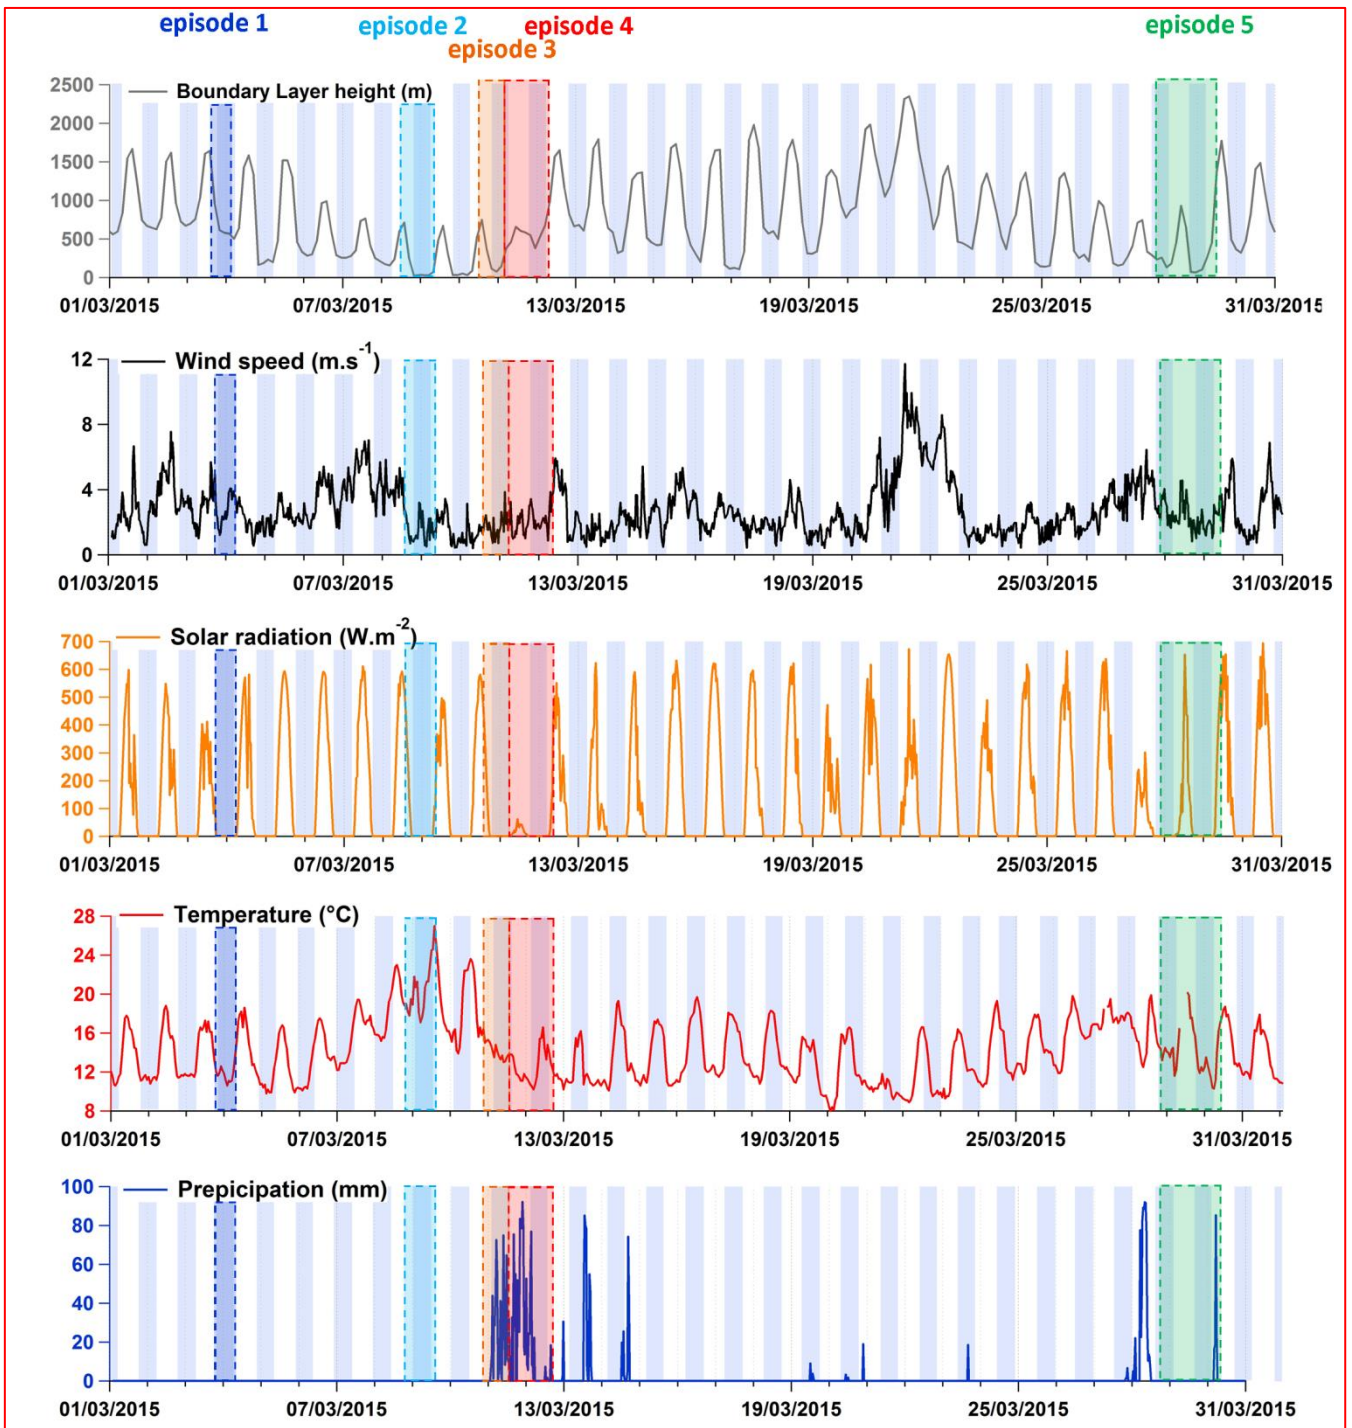 episode 1 episode 2 episode 4 episode 5
episode 3
Boundary Layer height (m)
2500
2000
1500
1000
500
0
01/03/2015 07/03/2015 13/03/2015 19/03/2015 25/03/2015 31/03/2015
Wind speed (m.s⁻¹)
12
8
4
0
01/03/2015 07/03/2015 13/03/2015 19/03/2015 25/03/2015 31/03/2015
Solar radiation (W.m⁻²)
700
600
500
400
300
200
100
0
01/03/2015 07/03/2015 13/03/2015 19/03/2015 25/03/2015 31/03/2015
Temperature (°C)
28
24
20
16
12
8
01/03/2015 07/03/2015 13/03/2015 19/03/2015 25/03/2015 31/03/2015
Prepicipation (mm)
100
80
60
40
20
0
01/03/2015 07/03/2015 13/03/2015 19/03/2015 25/03/2015 31/03/2015